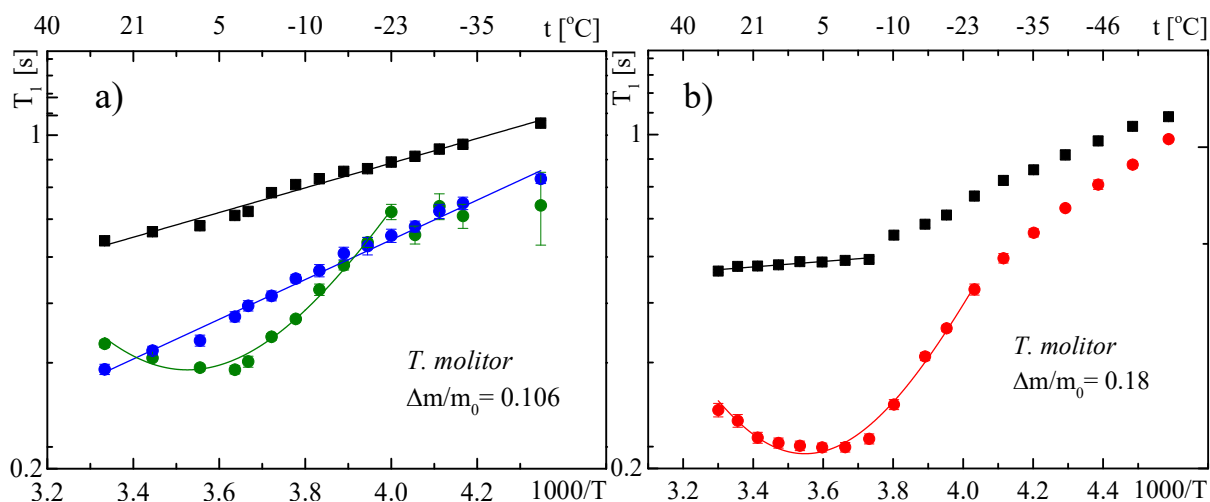 40 21 5 -10 -23 -35 t [°C]
T₁ [s]
a)
1
T. molitor
Δm/m₀= 0.106
0.2
3.2 3.4 3.6 3.8 4.0 4.2 1000/T
40 21 5 -10 -23 -35 -46 t [°C]
T₁ [s]
b)
1
T. molitor
Δm/m₀= 0.18
0.2
3.2 3.4 3.6 3.8 4.0 4.2 4.4 1000/T